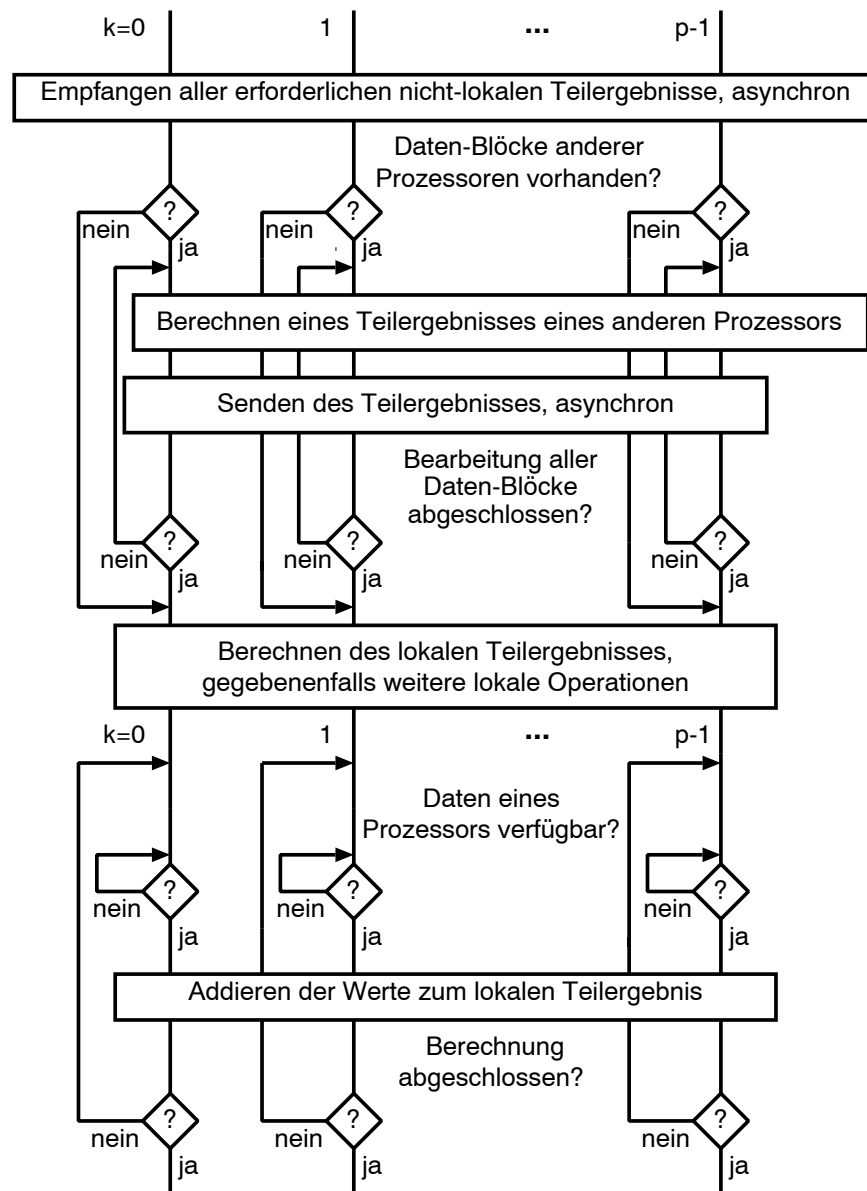 k=0 1 ... p-1
Empfangen aller erforderlichen nicht-lokalen Teilergebnisse, asynchron
Daten-Blöcke anderer
Prozessoren vorhanden?
? ? ?
nein nein nein
ja ja ja
Berechnen eines Teilergebnisses eines anderen Prozessors
Senden des Teilergebnisses, asynchron
Bearbeitung aller
Daten-Blöcke
abgeschlossen?
? ? ?
nein nein nein
ja ja ja
Berechnen des lokalen Teilergebnisses,
gegebenenfalls weitere lokale Operationen
k=0 1 ... p-1
Daten eines
Prozessors verfügbar?
? ? ?
nein nein nein
ja ja ja
Addieren der Werte zum lokalen Teilergebnis
Berechnung
abgeschlossen?
? ? ?
nein nein nein
ja ja ja